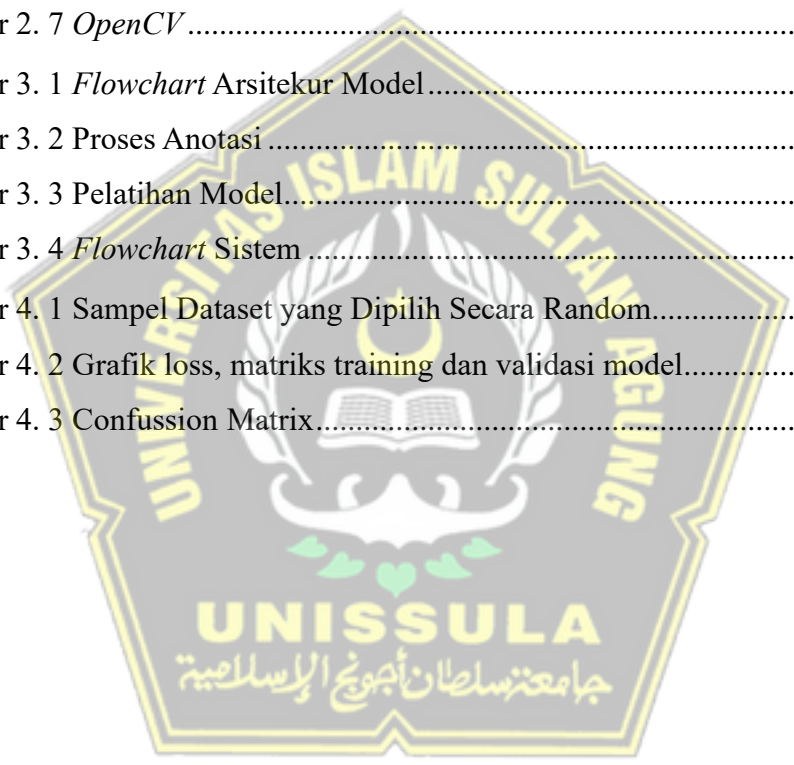 r 2. 7 OpenCV............................................................................
r 3. 1 Flowchart Arsitekur Model..............................................
r 3. 2 Proses Anotasi..................................................................
r 3. 3 Pelatihan Model................................................................
r 3. 4 Flowchart Sistem.............................................................
r 4. 1 Sampel Dataset yang Dipilih Secara Random..................
r 4. 2 Grafik loss, matriks training dan validasi model..............
r 4. 3 Confussion Matrix............................................................
UNIVERSITAS ISLAM SULTAN AGUNG
UNISSULA
جامعة سلطان أجونج الإسلامية